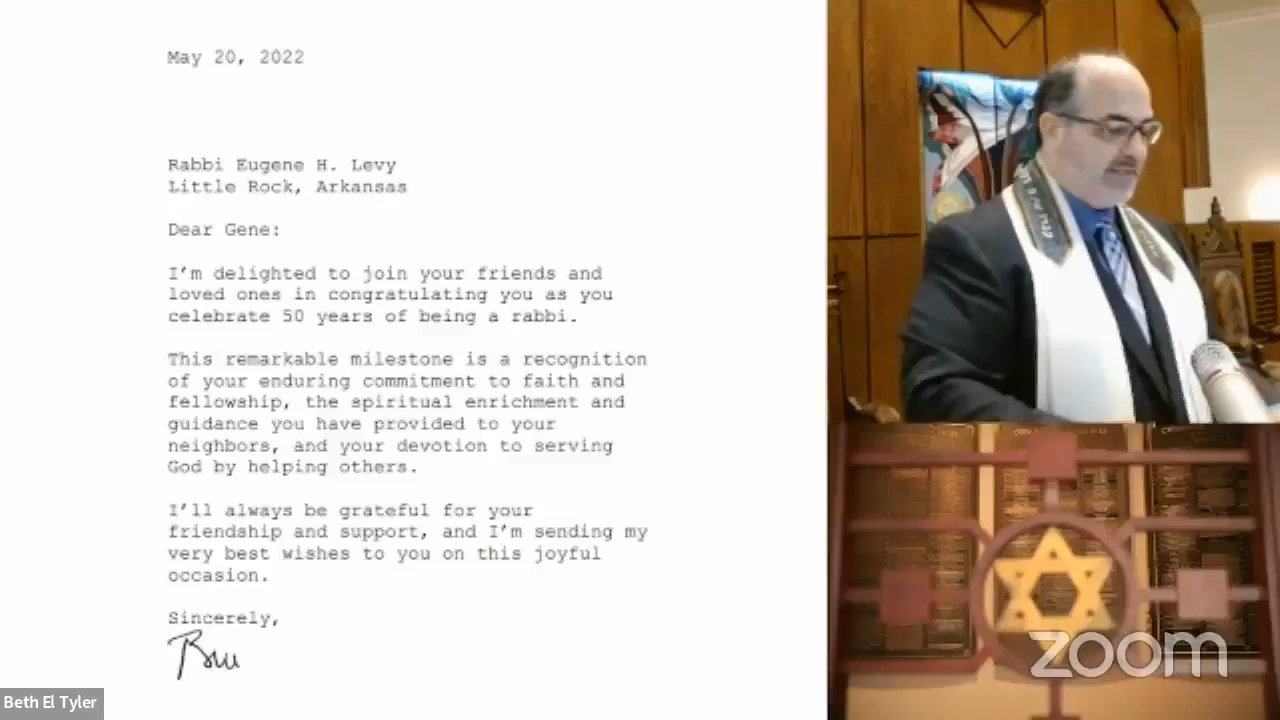 May 20, 2022
Rabbi Eugene H. Levy
Little Rock, Arkansas
Dear Gene:
I'm delighted to join your friends and
loved ones in congratulating you as you
celebrate 50 years of being a rabbi.
This remarkable milestone is a recognition
of your enduring commitment to faith and
fellowship, the spiritual enrichment and
guidance you have provided to your
neighbors, and your devotion to serving
God by helping others.
I'll always be grateful for your
friendship and support, and I'm sending my
very best wishes to you on this joyful
occasion.
Sincerely,
Bill
Beth El Tyler
zoom